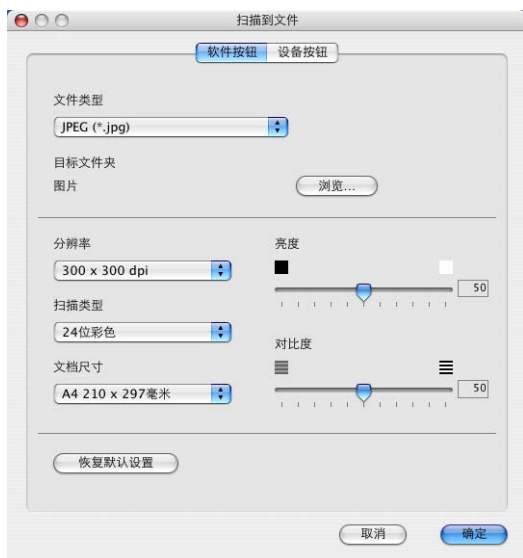 扫描到文件
软件按钮 设备按钮
文件类型
JPEG (*.jpg)
目标文件夹
图片 浏览...
分辨率
300 x 300 dpi
扫描类型
24位彩色
文档尺寸
A4 210 x 297毫米
亮度
50
对比度
50
恢复默认设置
取消 确定